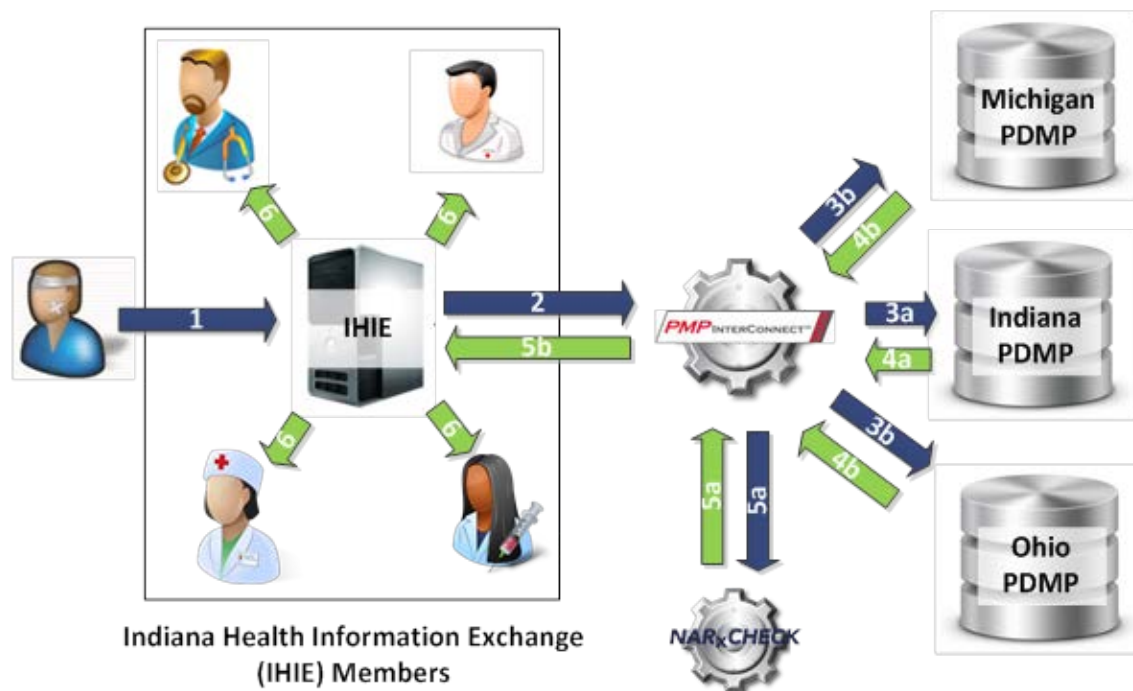 Michigan
PDMP
6
6
3b
4b
1
IHIE
2
5b
PMP INTERCONNECT™
3a
4a
Indiana
PDMP
6
6
3b
4b
5a
5a
Ohio
PDMP
NARxCHECK
Indiana Health Information Exchange
(IHIE) Members